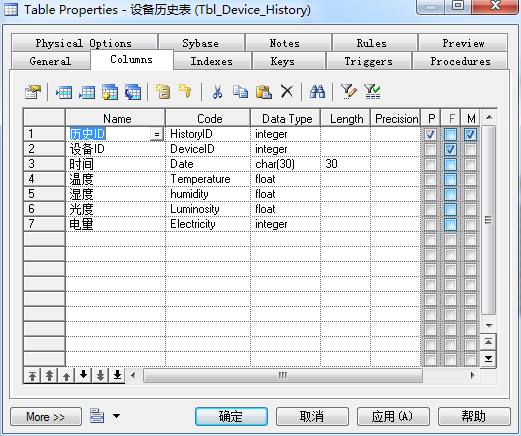 Table Properties - 设备历史表 (Tbl_Device_History)
Physical Options Sybase Notes Rules Preview
General Columns Indexes Keys Triggers Procedures
Name Code Data Type Length Precision P F M
1 历史ID = HistoryID integer
2 设备ID DeviceID integer
3 时间 Date char(30) 30
4 温度 Temperature float
5 湿度 humidity float
6 光度 Luminosity float
7 电量 Electricity integer
More >> 确定 取消 应用(A) 帮助